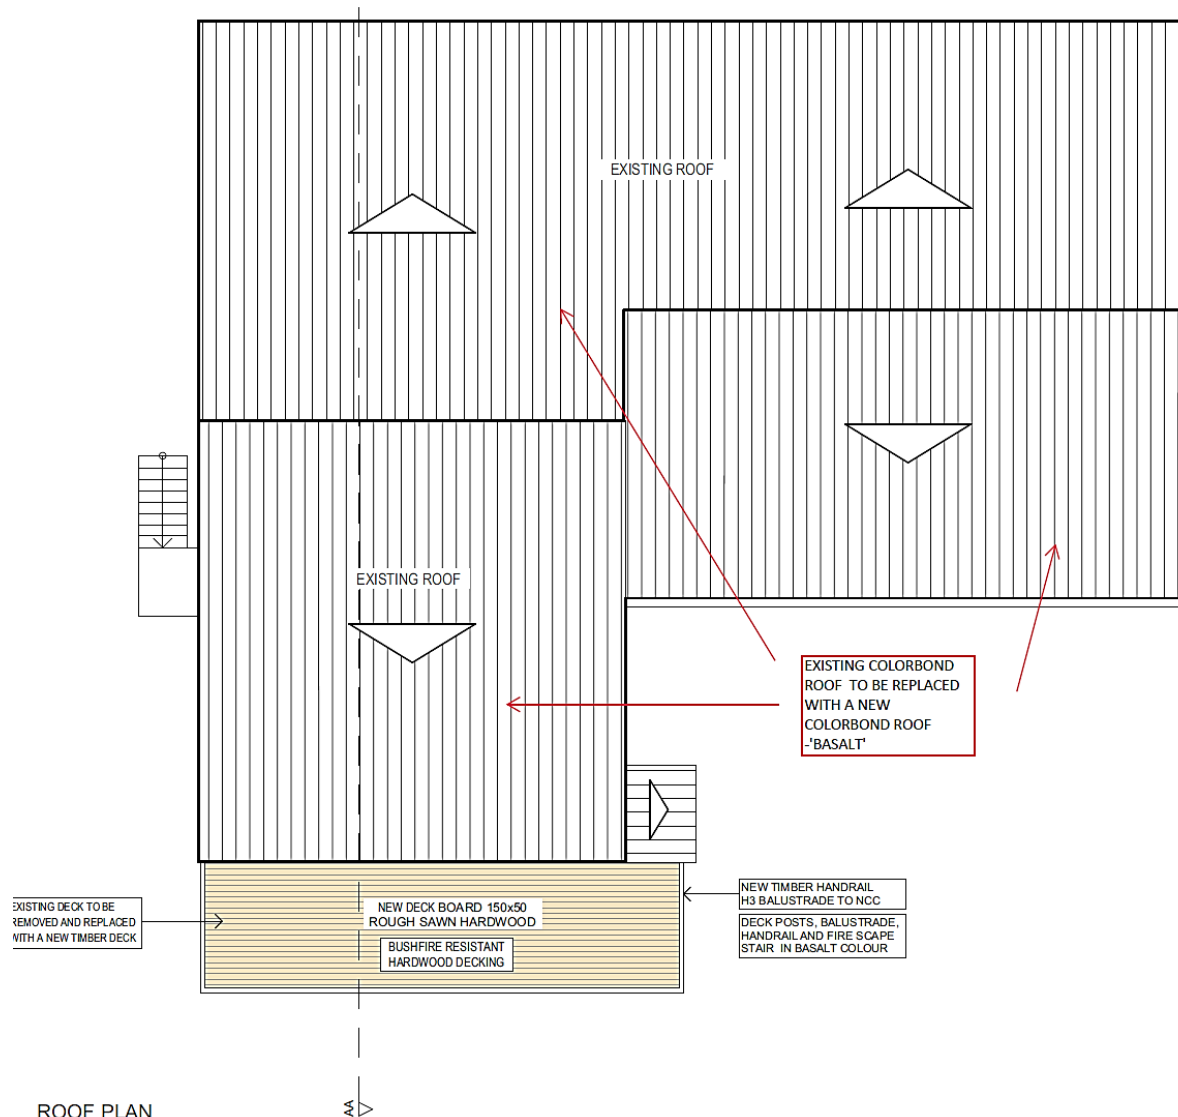 EXISTING ROOF
EXISTING ROOF
EXISTING COLORBOND
ROOF TO BE REPLACED
WITH A NEW
COLORBOND ROOF
-'BASALT'
EXISTING DECK TO BE
REMOVED AND REPLACED
WITH A NEW TIMBER DECK
NEW DECK BOARD 150x50
ROUGH SAWN HARDWOOD
BUSHFIRE RESISTANT
HARDWOOD DECKING
NEW TIMBER HANDRAIL
H3 BALUSTRADE TO NCC
DECK POSTS, BALUSTRADE,
HANDRAIL AND FIRE SCAPE
STAIR IN BASALT COLOUR
ROOF PLAN
AA